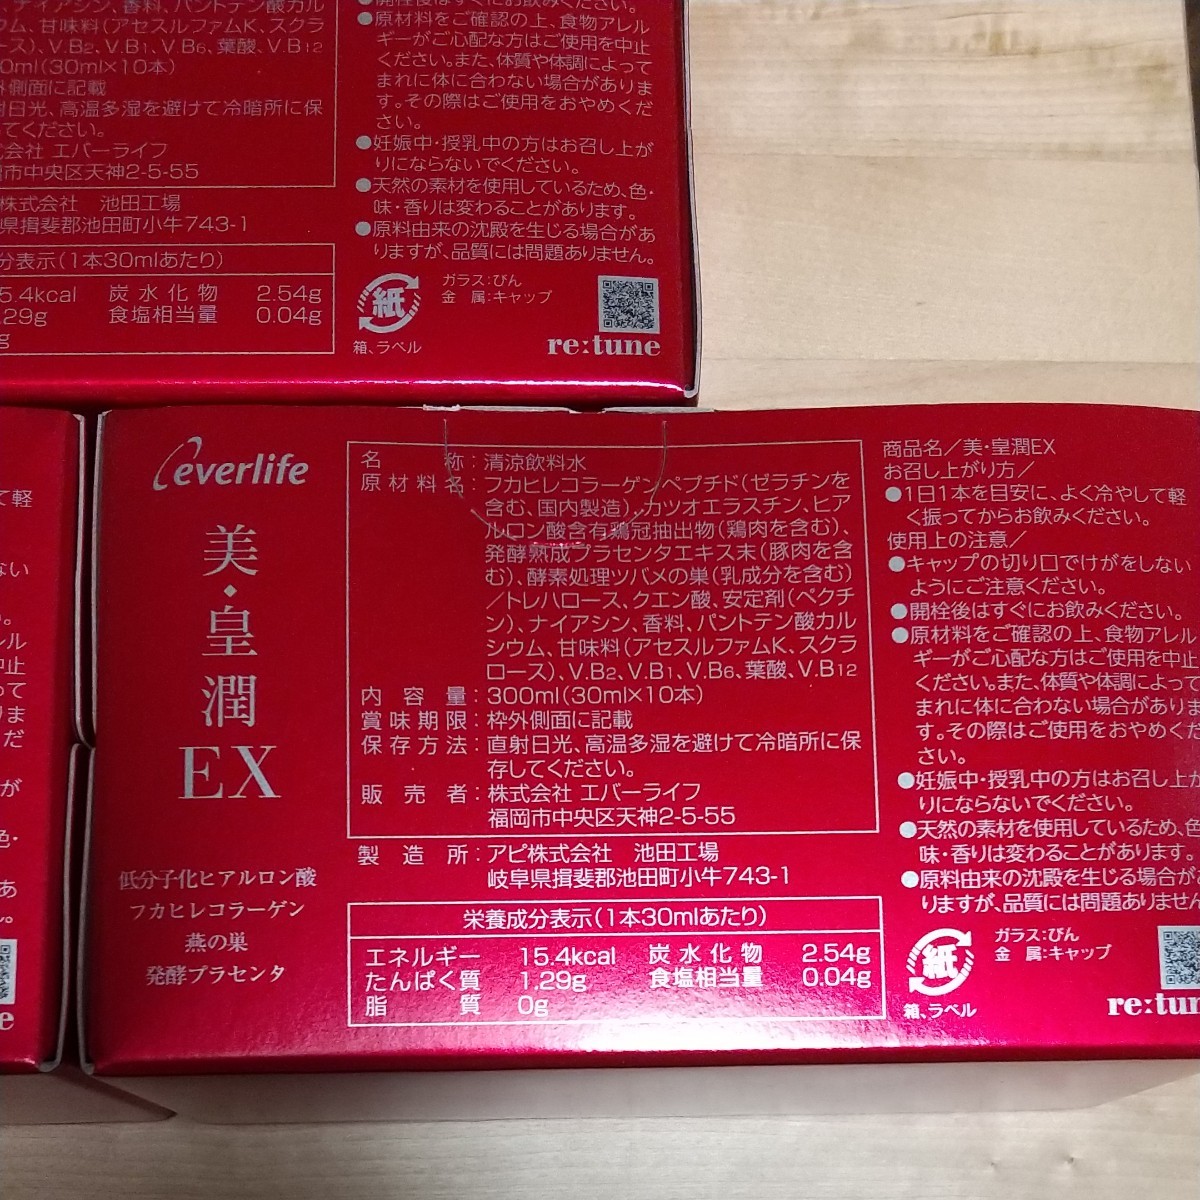 ナイアシン、香料、パントテン酸カル
ウム、甘味料(アセスルファムK、スクラ
ロース)、V.B2、V.B1、V.B6、葉酸、V.B12
0ml(30ml×10本)
外側面に記載
射日光、高温多湿を避けて冷暗所に保
てください。
式会社 エバーライフ
岡市中央区天神2-5-55
株式会社 池田工場
県揖斐郡池田町小牛743-1
分表示(1本30mlあたり)
5.4kcal 炭水化物 2.54g
.29g 食塩相当量 0.04g
g
●開栓後はすぐにお飲みください。
●原材料をご確認の上、食物アレル
ギーがご心配な方はご使用を中止
ください。また、体質や体調によって
まれに体に合わない場合がありま
す。その際はご使用をおやめくだ
さい。
●妊娠中・授乳中の方はお召し上が
りにならないでください。
●天然の素材を使用しているため、色・
味・香りは変わることがあります。
●原料由来の沈殿を生じる場合があ
りますが、品質には問題ありません。
紙
箱、ラベル
ガラス:びん
金 属:キャップ
re:tune
て軽
ない
。
レル
中止
って
りま
だ
が
色・
。
あ
ん。
e
everlife
美・皇潤
EX
低分子化ヒアルロン酸
フカヒレコラーゲン
燕の巣
発酵プラセンタ
名 称:清涼飲料水
原材料名:フカヒレコラーゲンペプチド(ゼラチンを
含む、国内製造)、カツオエラスチン、ヒア
ルロン酸含有鶏冠抽出物(鶏肉を含む)、
発酵熟成プラセンタエキス末(豚肉を含
む)、酵素処理ツバメの巣(乳成分を含む)
/トレハロース、クエン酸、安定剤(ペクチ
ン)、ナイアシン、香料、パントテン酸カル
シウム、甘味料(アセスルファムK、スクラ
ロース)、V.B2、V.B1、V.B6、葉酸、V.B12
内容量:300ml(30ml×10本)
賞味期限:枠外側面に記載
保存方法:直射日光、高温多湿を避けて冷暗所に保
存してください。
販売者:株式会社 エバーライフ
福岡市中央区天神2-5-55
製造所:アピ株式会社 池田工場
岐阜県揖斐郡池田町小牛743-1
栄養成分表示(1本30mlあたり)
エネルギー 15.4kcal 炭水化物 2.54g
たんぱく質 1.29g 食塩相当量 0.04g
脂質 0g
商品名/美・皇潤EX
お召し上がり方/
●1日1本を目安に、よく冷やして軽
く振ってからお飲みください。
使用上の注意/
●キャップの切り口でけがをしない
ようにご注意ください。
●開栓後はすぐにお飲みください。
●原材料をご確認の上、食物アレル
ギーがご心配な方はご使用を中止
ください。また、体質や体調によって
まれに体に合わない場合がありま
す。その際はご使用をおやめくだ
さい。
●妊娠中・授乳中の方はお召し上が
りにならないでください。
●天然の素材を使用しているため、色
味・香りは変わることがあります。
●原料由来の沈殿を生じる場合があ
りますが、品質には問題ありません
紙
箱、ラベル
ガラス:びん
金 属:キャップ
re:tun